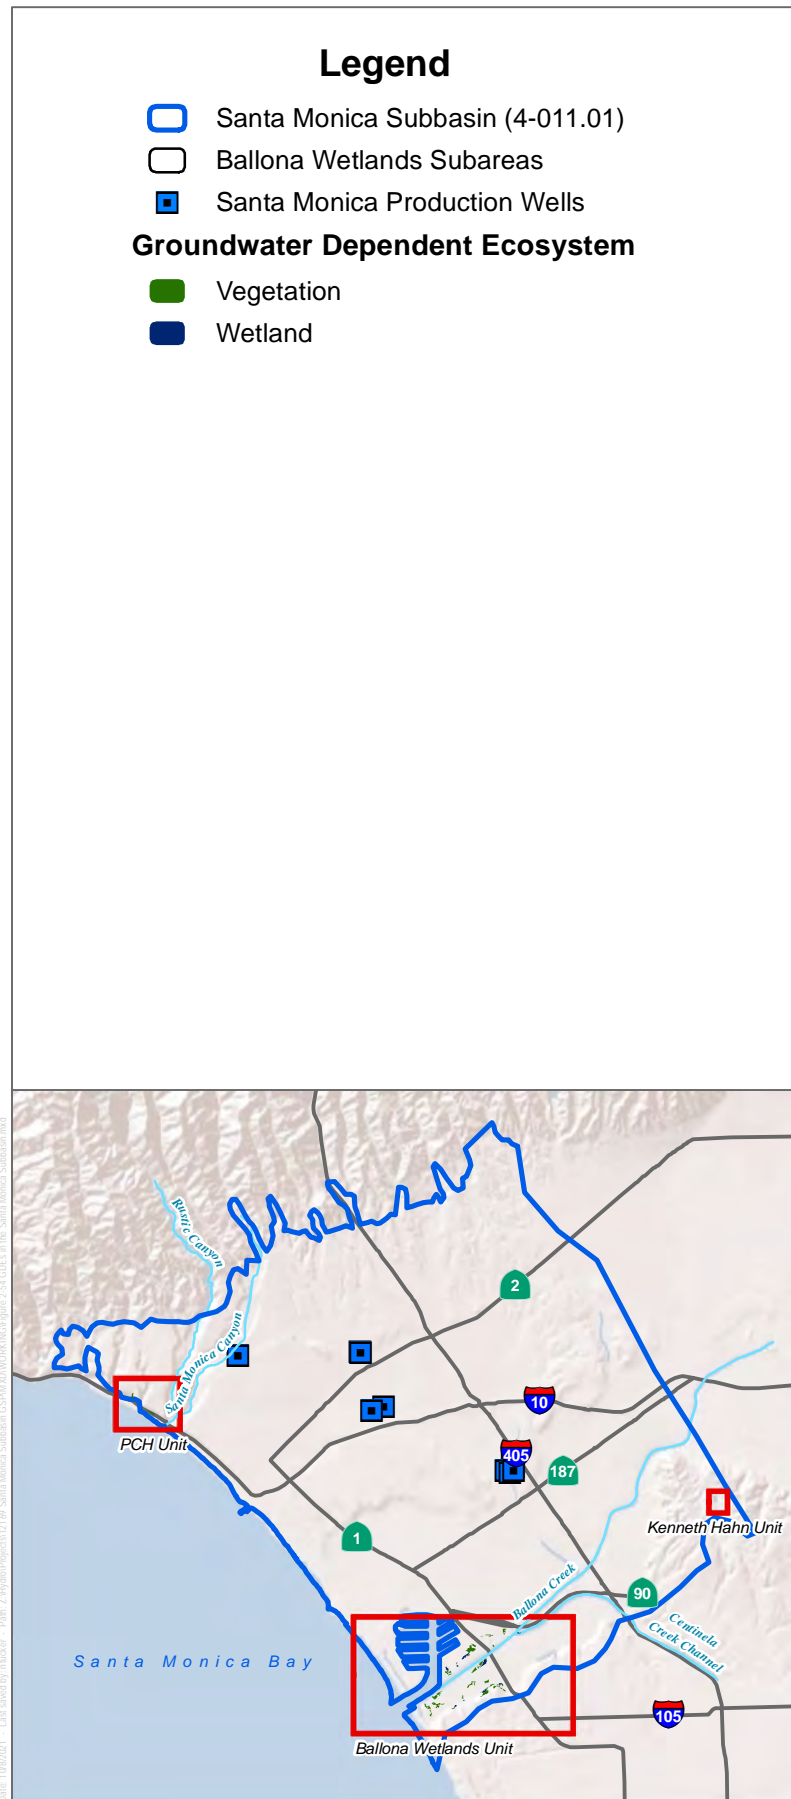 Legend
Santa Monica Subbasin (4-011.01)
Ballona Wetlands Subareas
Santa Monica Production Wells
Groundwater Dependent Ecosystem
Vegetation
Wetland
Rustic Canyon
Santa Monica Canyon
2
10
405
187
PCH Unit
Kenneth Hahn Unit
1
Ballona Creek
90
Centinela
Creek Channel
Santa Monica Bay
105
Ballona Wetlands Unit